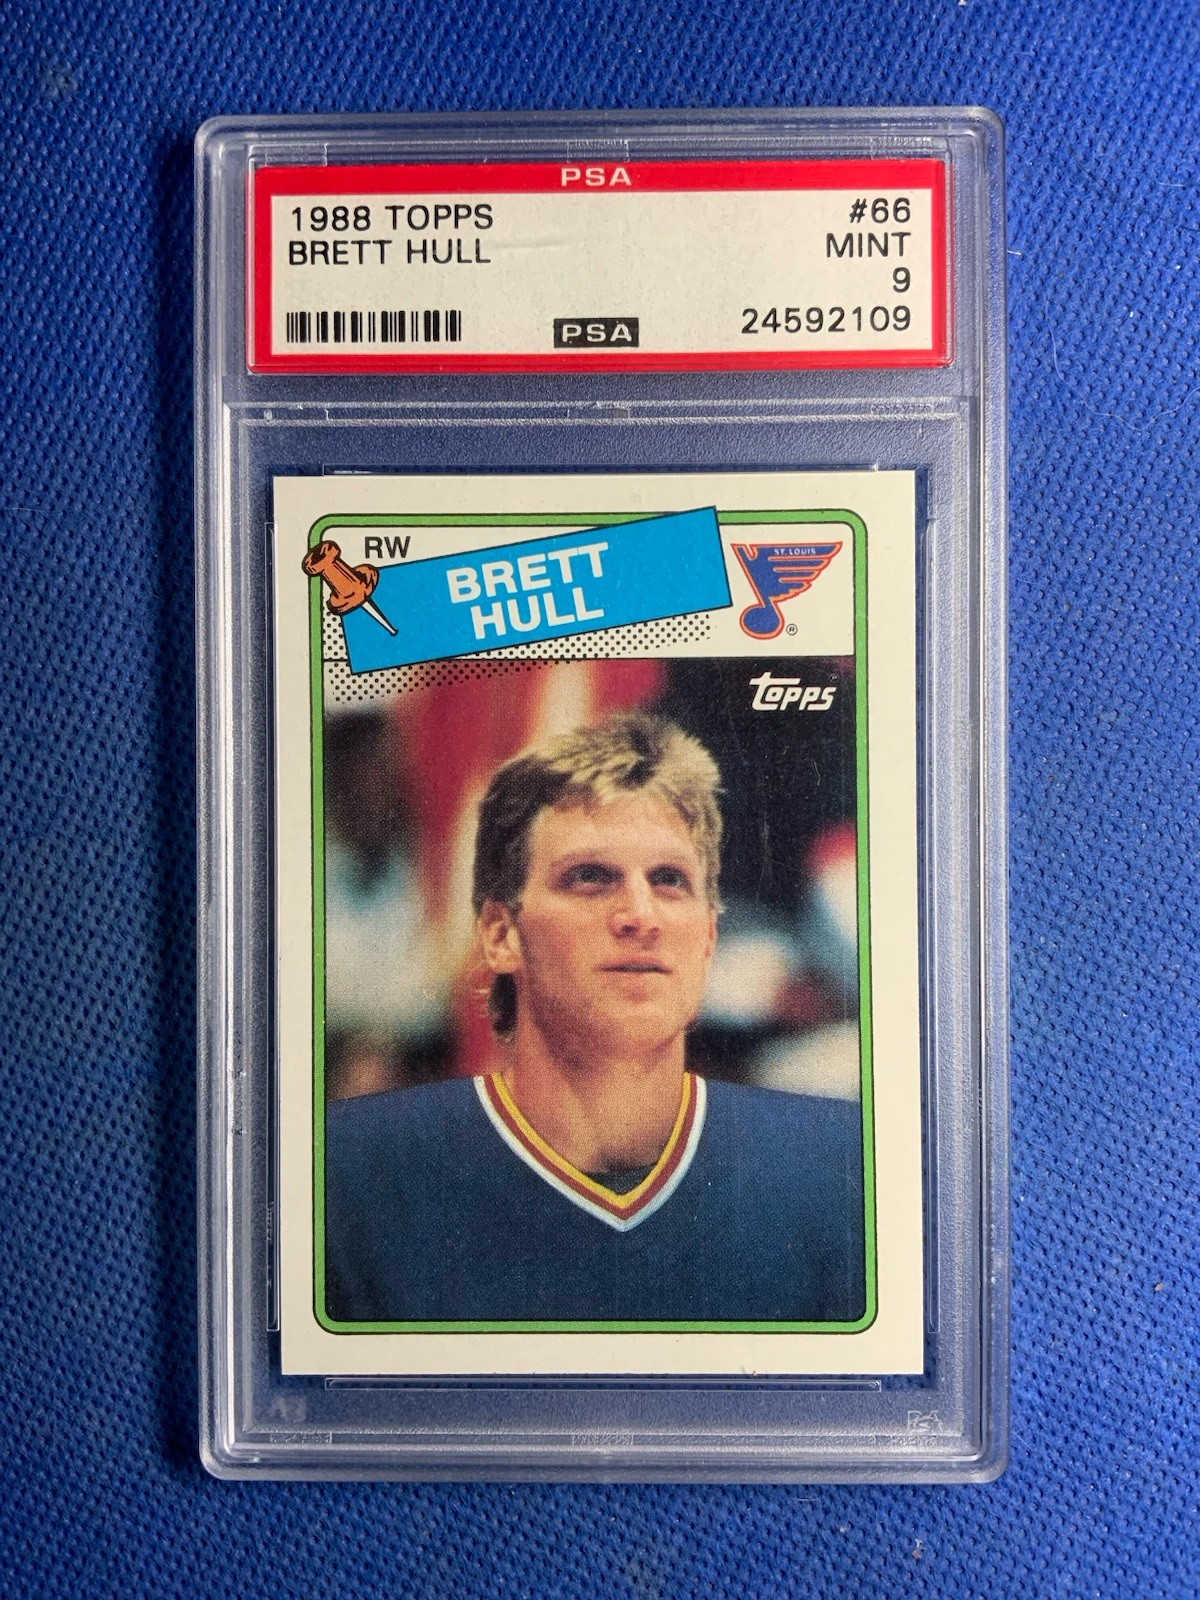 PSA
1988 TOPPS #66
BRETT HULL MINT
9
PSA 24592109
RW
BRETT
HULL
ST. LOUIS
®
Topps